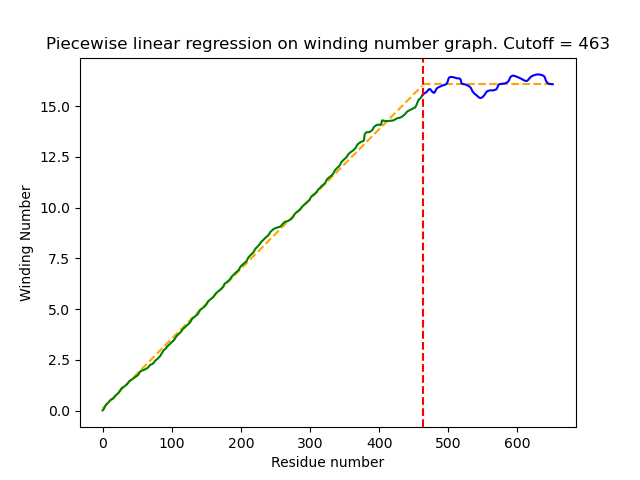 Piecewise linear regression on winding number graph. Cutoff = 463
Winding Number
15.0
12.5
10.0
7.5
5.0
2.5
0.0
0 100 200 300 400 500 600
Residue number